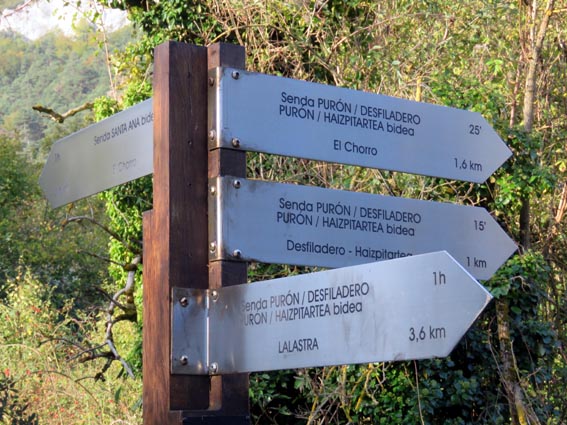 Senda SANTA ANA bidea
1h
El Chorro
Senda PURÓN / DESFILADERO
PURÓN / HAIZPITARTEA bidea
25'
El Chorro
1,6 km
Senda PURÓN / DESFILADERO
PURÓN / HAIZPITARTEA bidea
15'
Desfiladero - Haizpitartea
1 km
Senda PURÓN / DESFILADERO
PURÓN / HAIZPITARTEA bidea
1h
LALASTRA
3,6 km